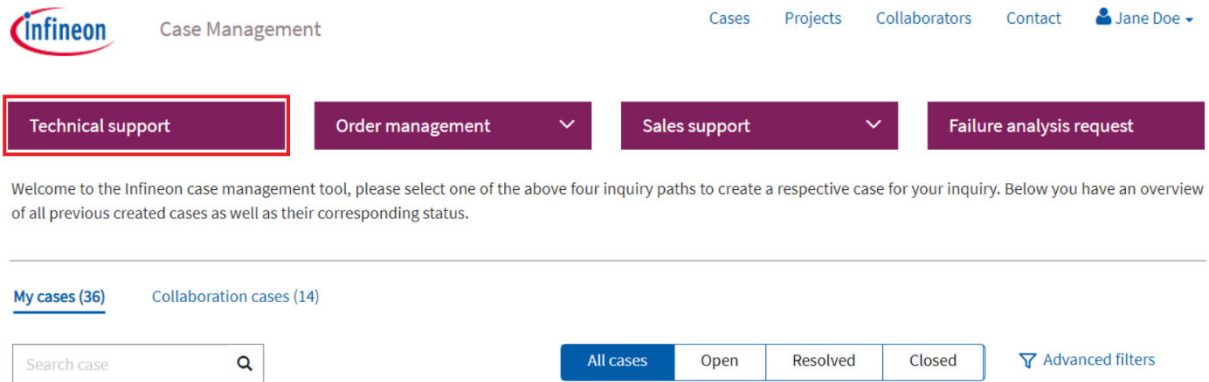 infineon Case Management Cases Projects Collaborators Contact Jane Doe
Technical support Order management Sales support Failure analysis request
Welcome to the Infineon case management tool, please select one of the above four inquiry paths to create a respective case for your inquiry. Below you have an overview
of all previous created cases as well as their corresponding status.
My cases (36) Collaboration cases (14)
Search case All cases Open Resolved Closed Advanced filters